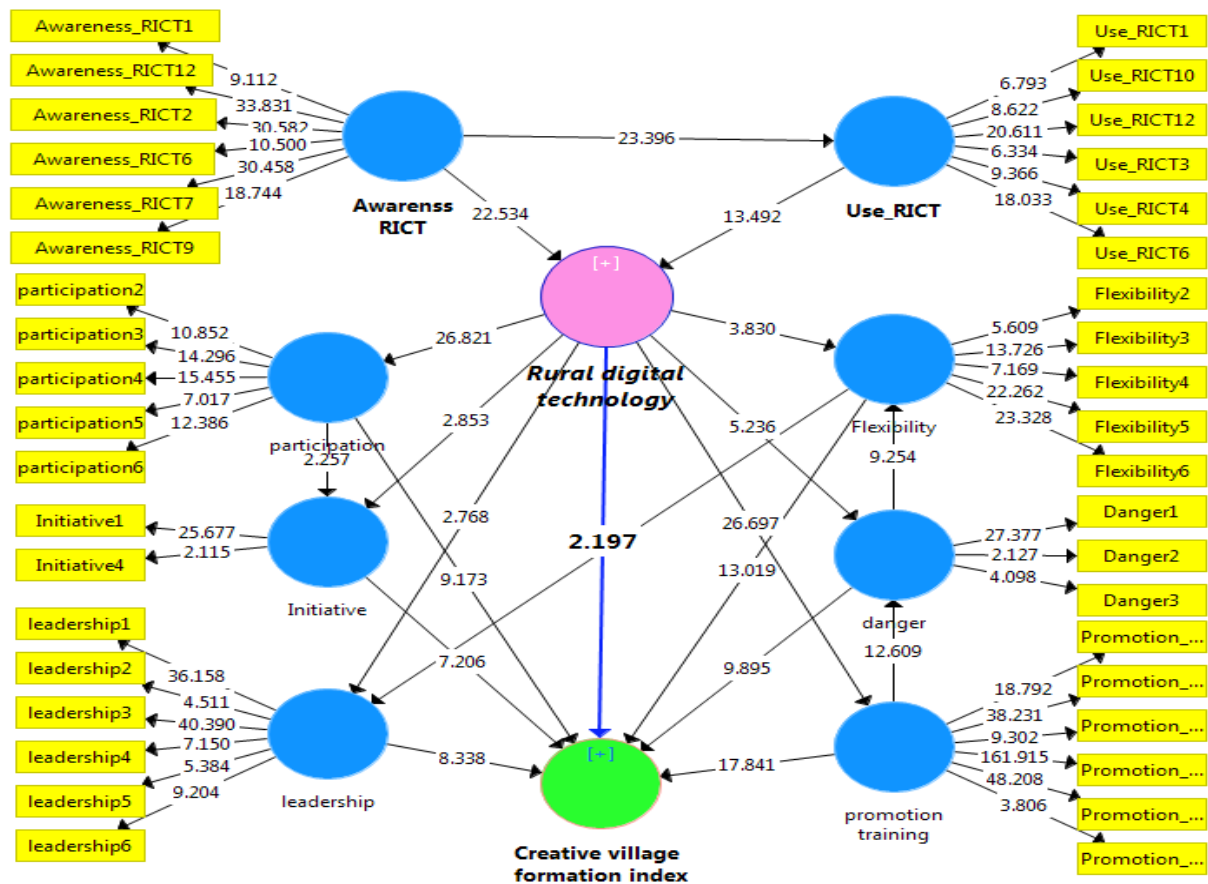 Awareness_RICT1
Awareness_RICT12
Awareness_RICT2
Awareness_RICT6
Awareness_RICT7
Awareness_RICT9
9.112
33.831
30.582
10.500
30.458
18.744
Awarenss
RICT
23.396
22.534
13.492
Use_RICT
Use_RICT1
Use_RICT10
Use_RICT12
Use_RICT3
Use_RICT4
Use_RICT6
6.793
8.622
20.611
6.334
9.366
18.033
[+]
Rural digital
technology
participation2
participation3
participation4
participation5
participation6
10.852
14.296
15.455
7.017
12.386
26.821
participation
2.257
2.853
3.830
Flexibility2
Flexibility3
Flexibility4
Flexibility5
Flexibility6
5.609
13.726
7.169
22.262
23.328
Flexibility
5.236
9.254
Initiative1
Initiative4
25.677
2.115
Initiative
2.768
2.197
26.697
9.173
13.019
Danger1
Danger2
Danger3
27.377
2.127
4.098
danger
12.609
leadership1
leadership2
leadership3
leadership4
leadership5
leadership6
36.158
4.511
40.390
7.150
5.384
9.204
leadership
7.206
9.895
8.338
17.841
[+]
Creative village
formation index
promotion
training
18.792
38.231
9.302
161.915
48.208
3.806
Promotion_...
Promotion_...
Promotion_...
Promotion_...
Promotion_...
Promotion_...